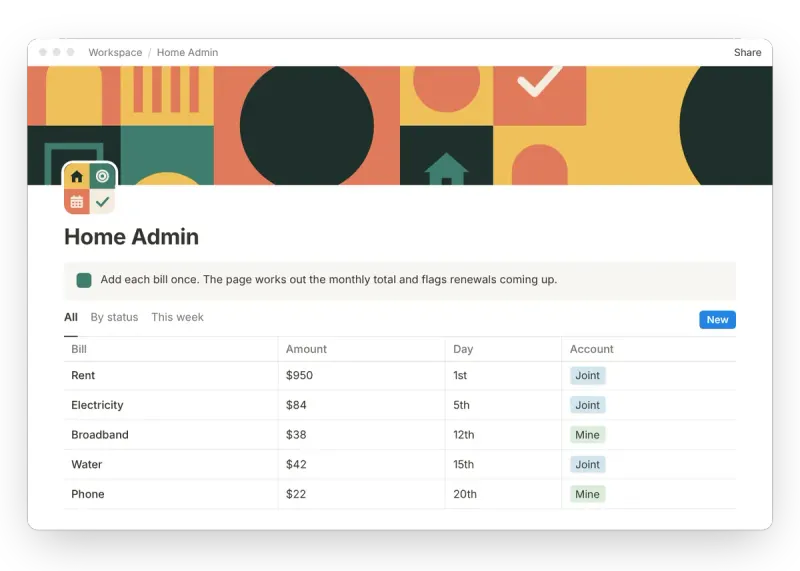 Workspace / Home Admin
Share
Home Admin
Add each bill once. The page works out the monthly total and flags renewals coming up.
All By status This week
New
Bill Amount Day Account
Rent $950 1st Joint
Electricity $84 5th Joint
Broadband $38 12th Mine
Water $42 15th Joint
Phone $22 20th Mine